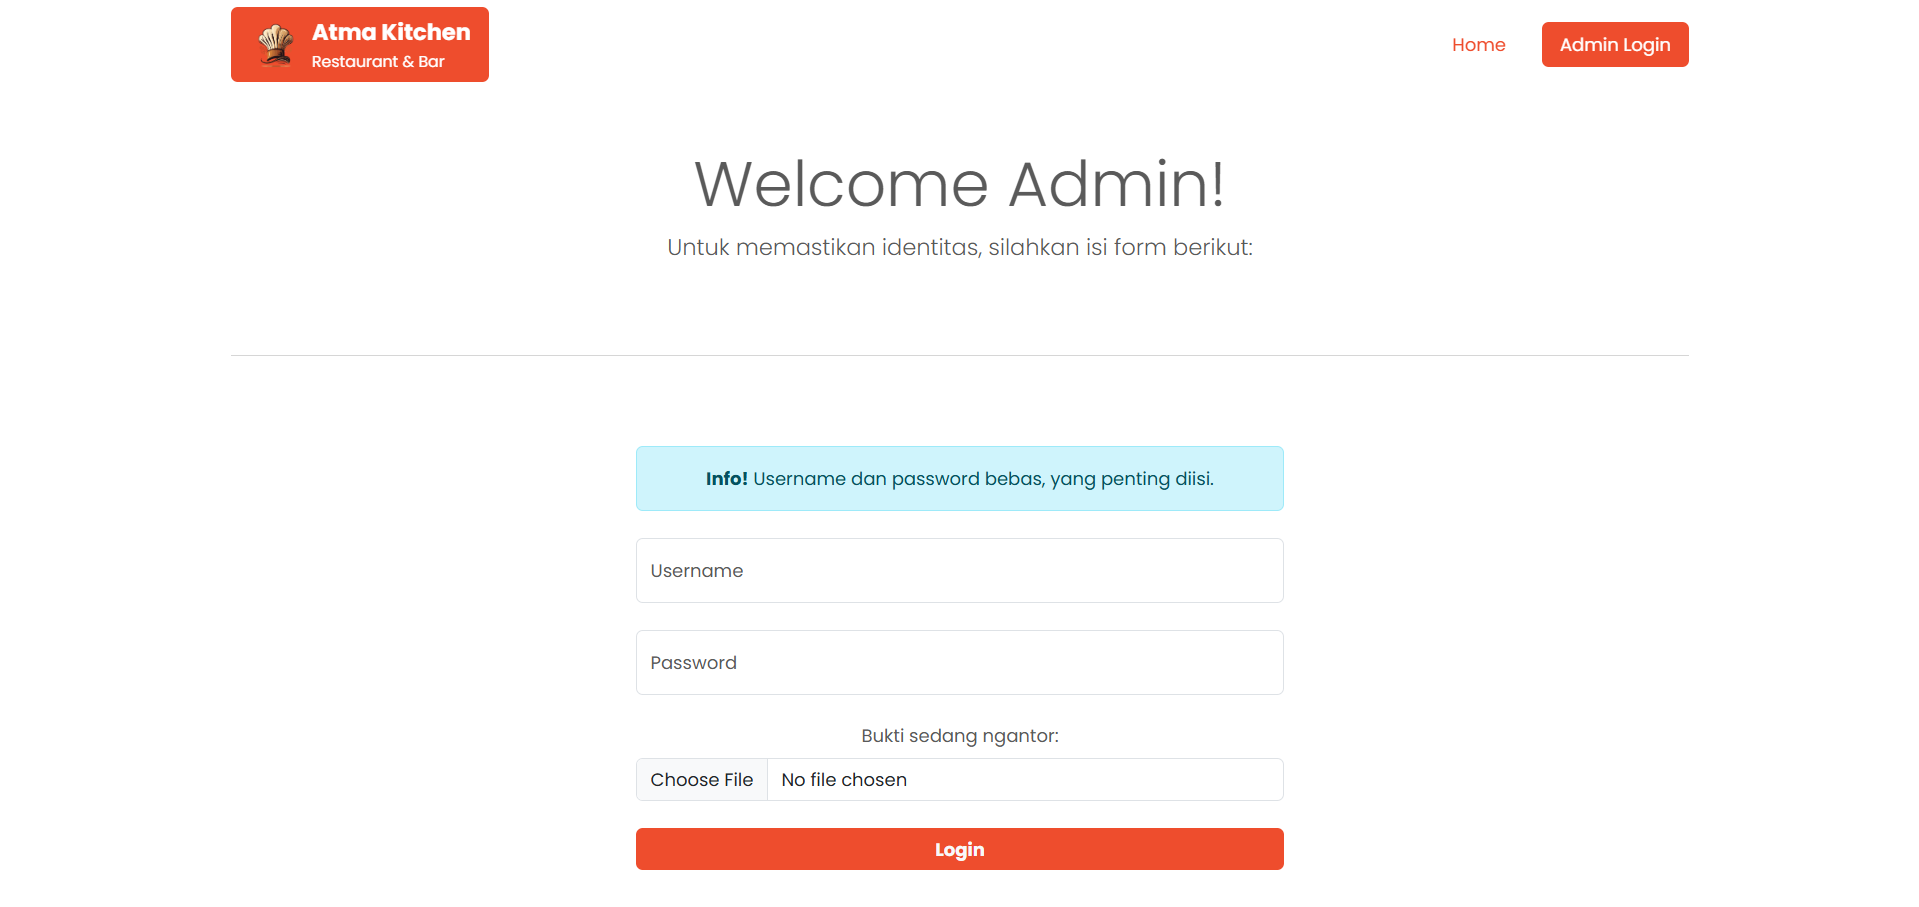 Atma Kitchen
Restaurant & Bar
Home
Admin Login
Welcome Admin!
Untuk memastikan identitas, silahkan isi form berikut:
Info! Username dan password bebas, yang penting diisi.
Username
Password
Bukti sedang ngantor:
Choose File No file chosen
Login